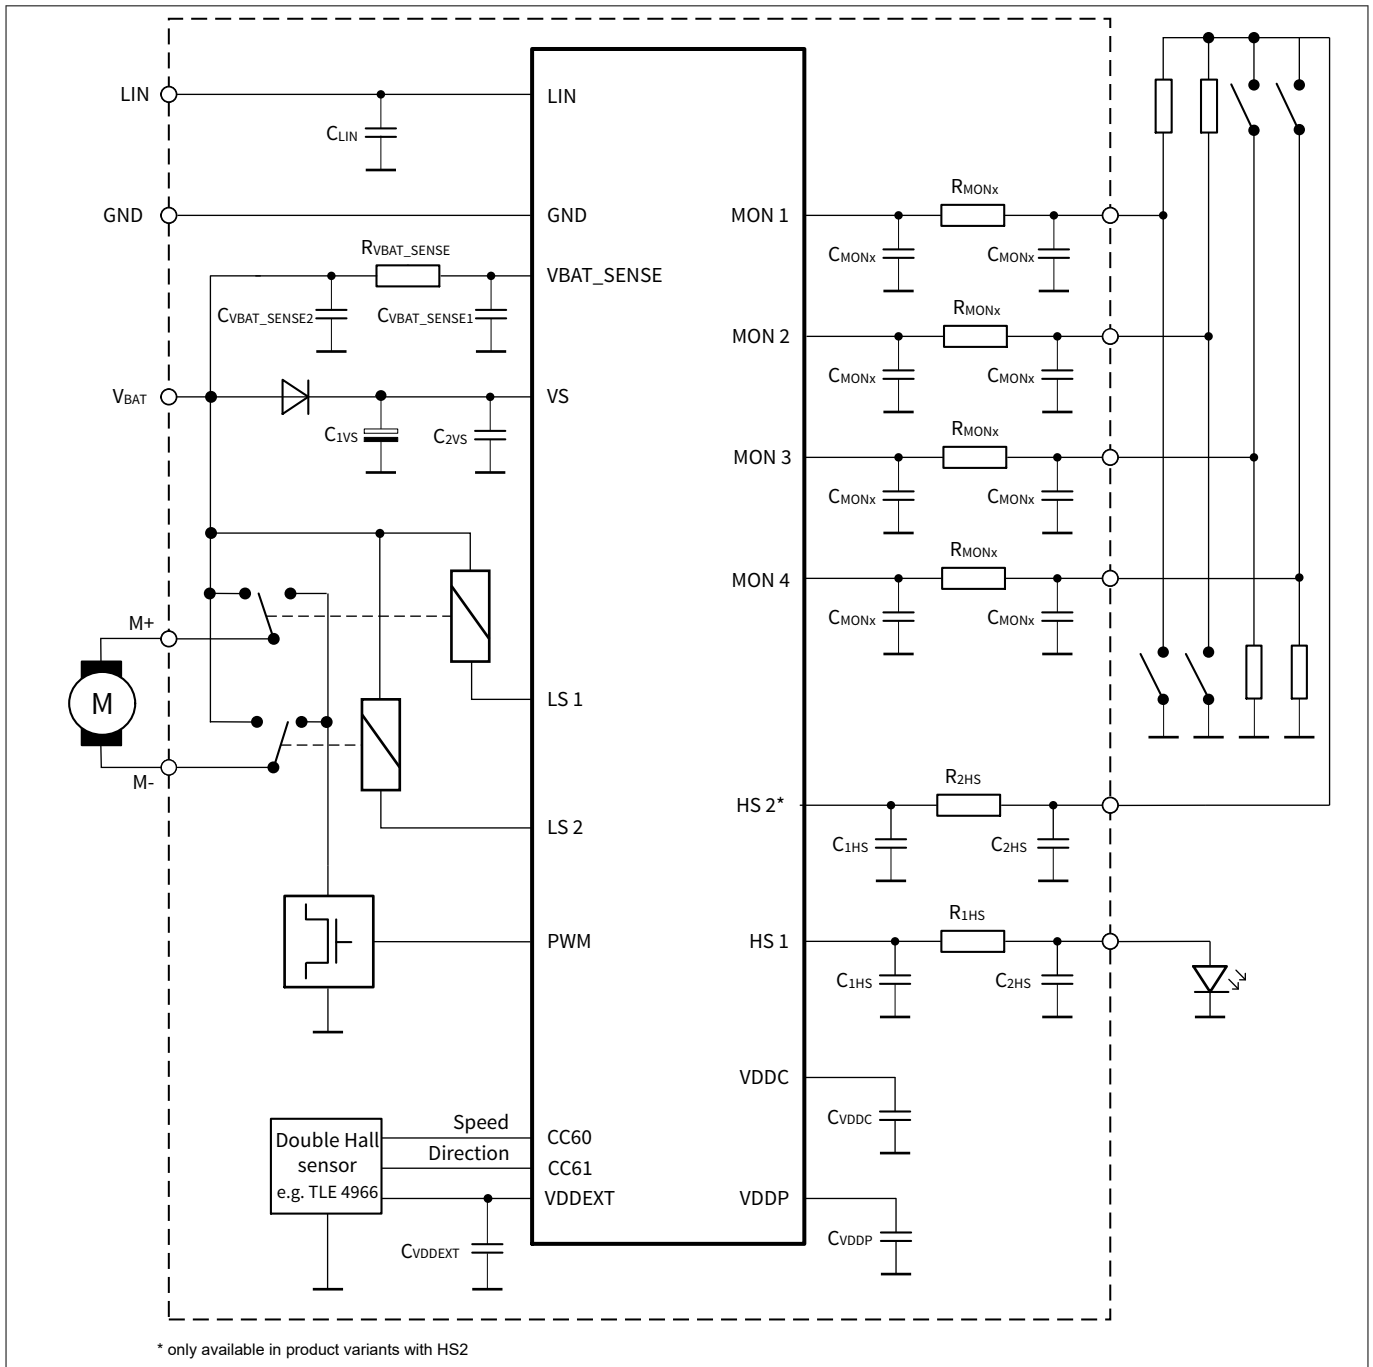 LIN
LIN
CLIN
GND
GND
MON 1
RMONx
CMONx
CMONx
RVBAT_SENSE
VBAT_SENSE
CVBAT_SENSE2
CVBAT_SENSE1
MON 2
RMONx
CMONx
CMONx
VBAT
VS
C1VS
C2VS
MON 3
RMONx
CMONx
CMONx
MON 4
RMONx
CMONx
CMONx
M+
M
M-
LS 1
LS 2
HS 2*
R2HS
C1HS
C2HS
PWM
HS 1
R1HS
C1HS
C2HS
VDDC
CVDDC
Double Hall
sensor
e.g. TLE 4966
Speed
Direction
CC60
CC61
VDDEXT
CVDDEXT
VDDP
CVDDP
* only available in product variants with HS2